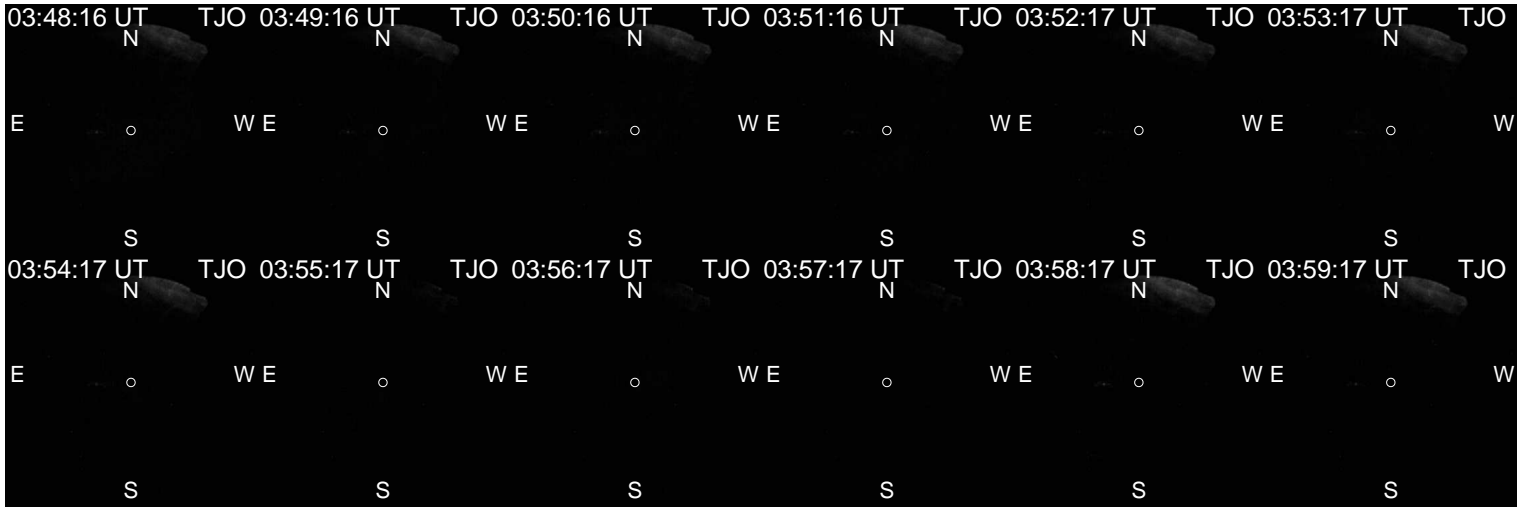 03:48:16 UT TJO 03:49:16 UT TJO 03:50:16 UT TJO 03:51:16 UT TJO 03:52:17 UT TJO 03:53:17 UT TJO
N N N N N N
E W E W E W E W E W E W
S S S S S S
03:54:17 UT TJO 03:55:17 UT TJO 03:56:17 UT TJO 03:57:17 UT TJO 03:58:17 UT TJO 03:59:17 UT TJO
N N N N N N
E W E W E W E W E W E W
S S S S S S